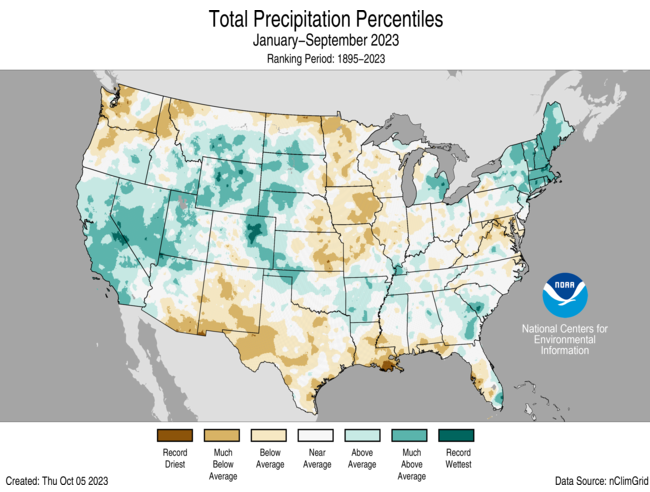 Total Precipitation Percentiles
January–September 2023
Ranking Period: 1895–2023
NOAA
National Centers for
Environmental
Information
Record
Driest
Much
Below
Average
Below
Average
Near
Average
Above
Average
Much
Above
Average
Record
Wettest
Created: Thu Oct 05 2023
Data Source: nClimGrid